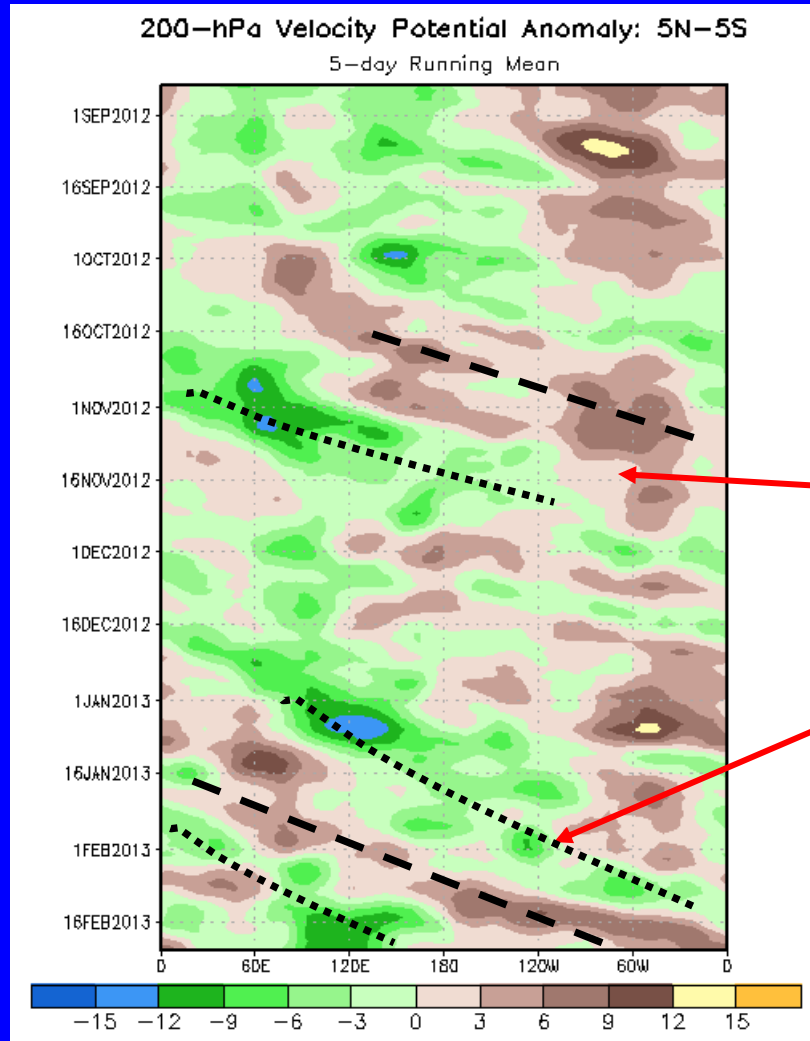 200-hPa Velocity Potential Anomaly: 5N-5S
5-day Running Mean
1SEP2012
16SEP2012
1OCT2012
16OCT2012
1NOV2012
16NOV2012
1DEC2012
16DEC2012
1JAN2013
16JAN2013
1FEB2013
16FEB2013
0 60E 120E 180 120W 60W 0
-15 -12 -9 -6 -3 0 3 6 9 12 15